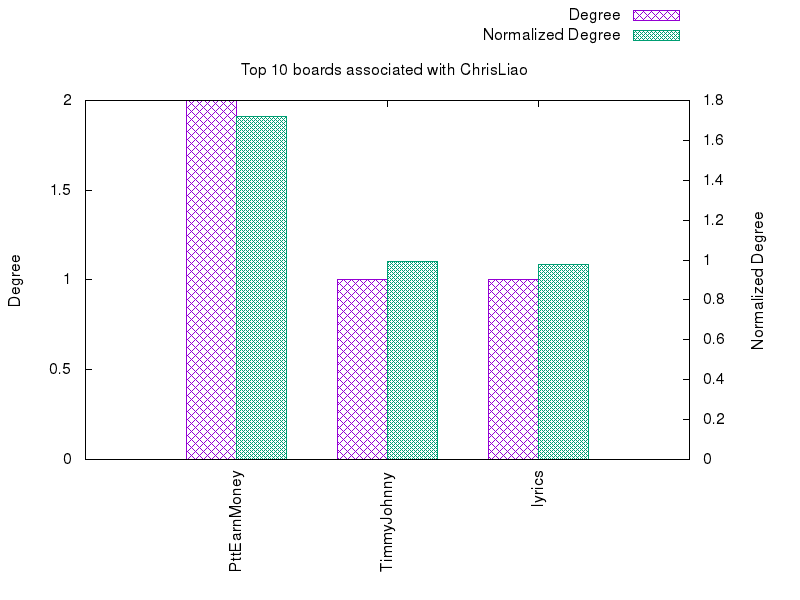 Degree
Normalized Degree
Top 10 boards associated with ChrisLiao
2
1.5
1
0.5
0
Degree
1.8
1.6
1.4
1.2
1
0.8
0.6
0.4
0.2
0
Normalized Degree
PttEarnMoney
TimmyJohnny
lyrics